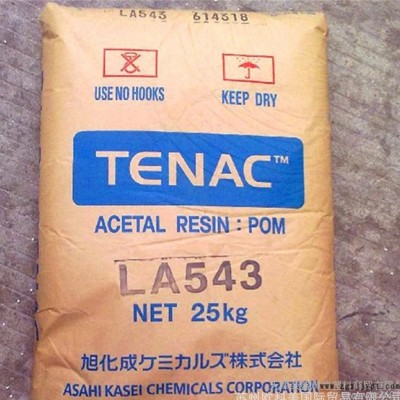 LA543 614318
USE NO HOOKS
KEEP DRY
TENAC™
ACETAL RESIN : POM
LA543
NET 25kg
旭化成ケミカルズ株式会社
ASAHI KASEI CHEMICALS CORPORATION